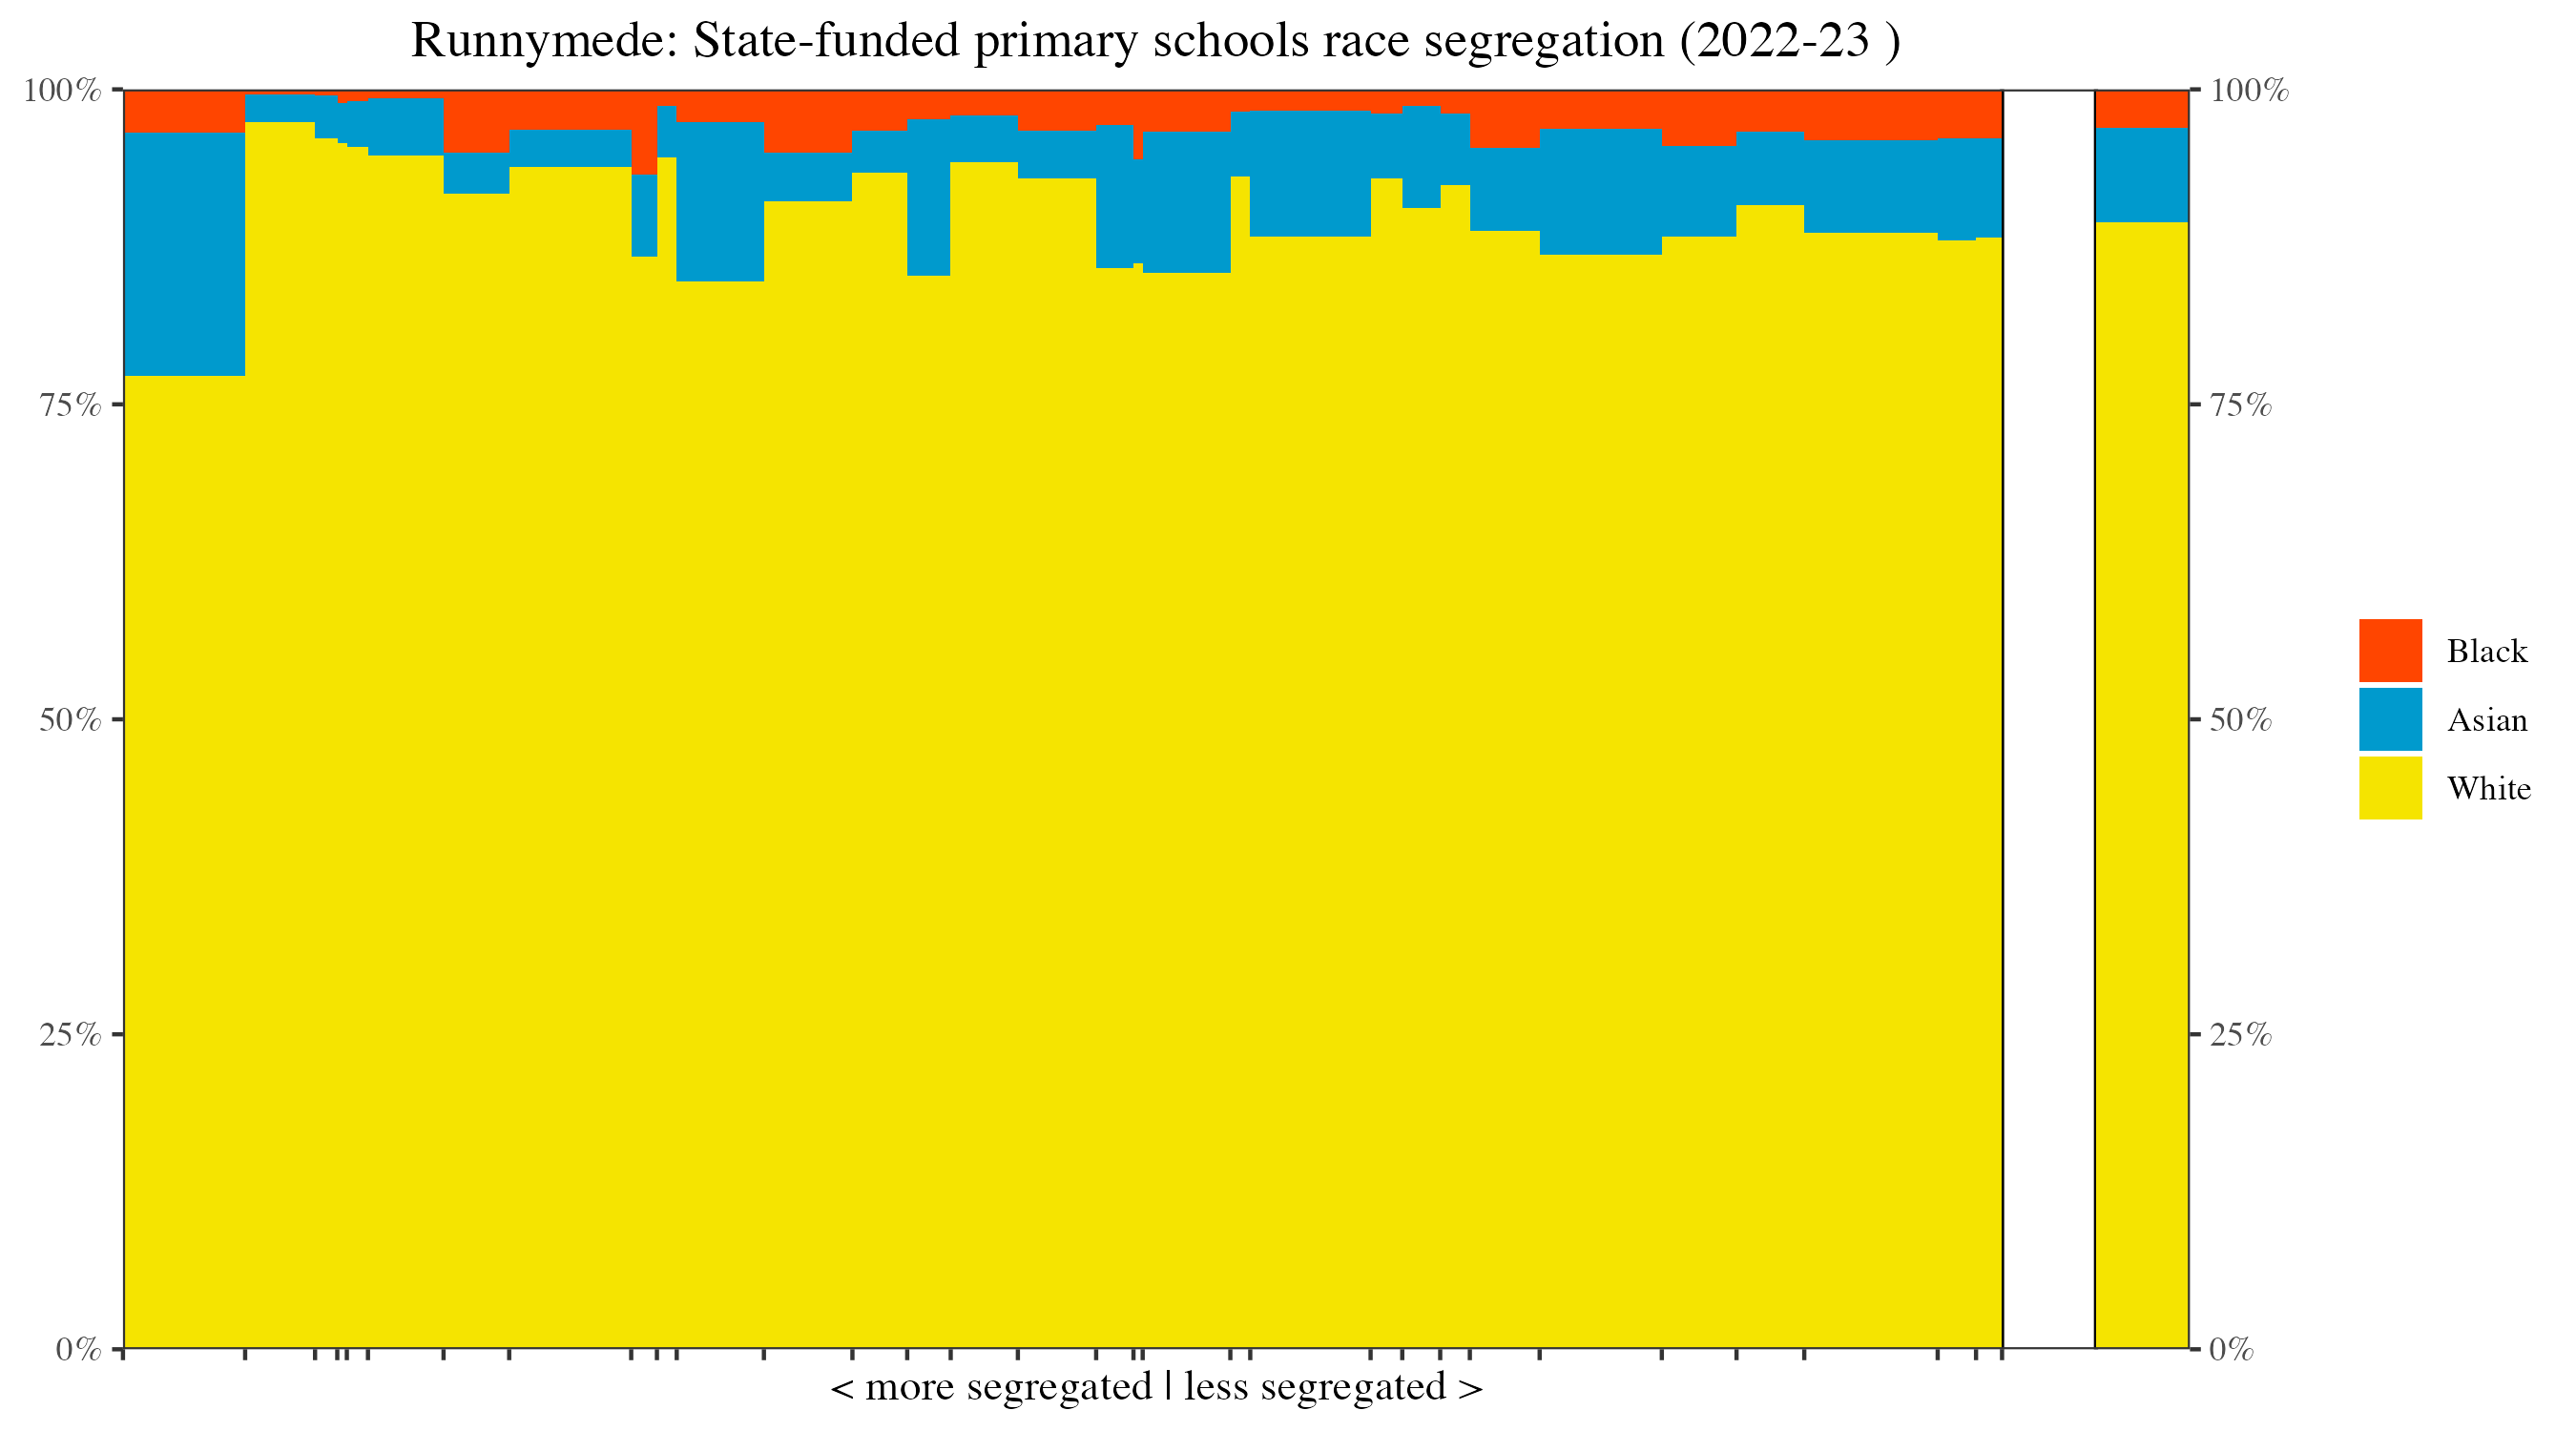 Runnymede: State-funded primary schools race segregation (2022-23 )
100%
100%
75%
75%
50%
50%
25%
25%
0%
0%
Black
Asian
White
< more segregated | less segregated >